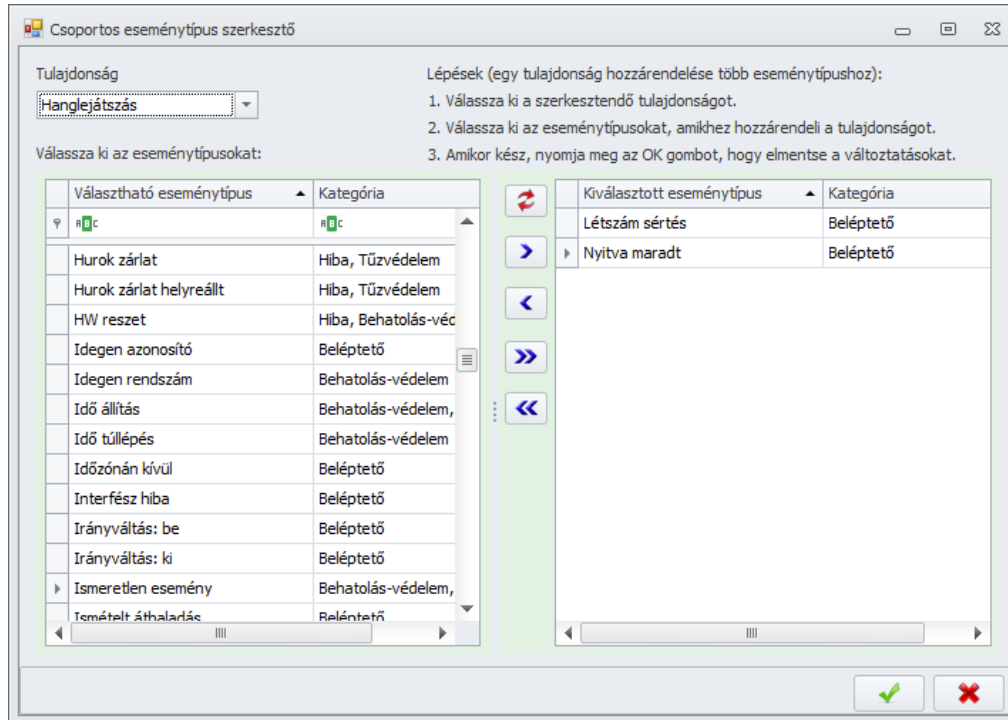 Csoportos eseménytípus szerkesztő
Tulajdonság
Hanglejátszás
Lépések (egy tulajdonság hozzárendelése több eseménytípushoz):
1. Válassza ki a szerkesztendő tulajdonságot.
2. Válassza ki az eseménytípusokat, amikhez hozzárendeli a tulajdonságot.
3. Amikor kész, nyomja meg az OK gombot, hogy elmentse a változtatásokat.
Válassza ki az eseménytípusokat:
Választható eseménytípus Kategória
ABC ABC
Hurok zárlat Hiba, Tűzvédelem
Hurok zárlat helyreállt Hiba, Tűzvédelem
HW reszet Hiba, Behatolás-véd
Idegen azonosító Beléptető
Idegen rendszám Behatolás-védelem
Idő állítás Behatolás-védelem,
Idő túllépés Behatolás-védelem
Időzónán kívül Beléptető
Interfész hiba Beléptető
Irányváltás: be Beléptető
Irányváltás: ki Beléptető
Ismeretlen esemény Behatolás-védelem,
Ismételt áthaladás Beléptető
Kiválasztott eseménytípus Kategória
Létszám sértés Beléptető
Nyitva maradt Beléptető